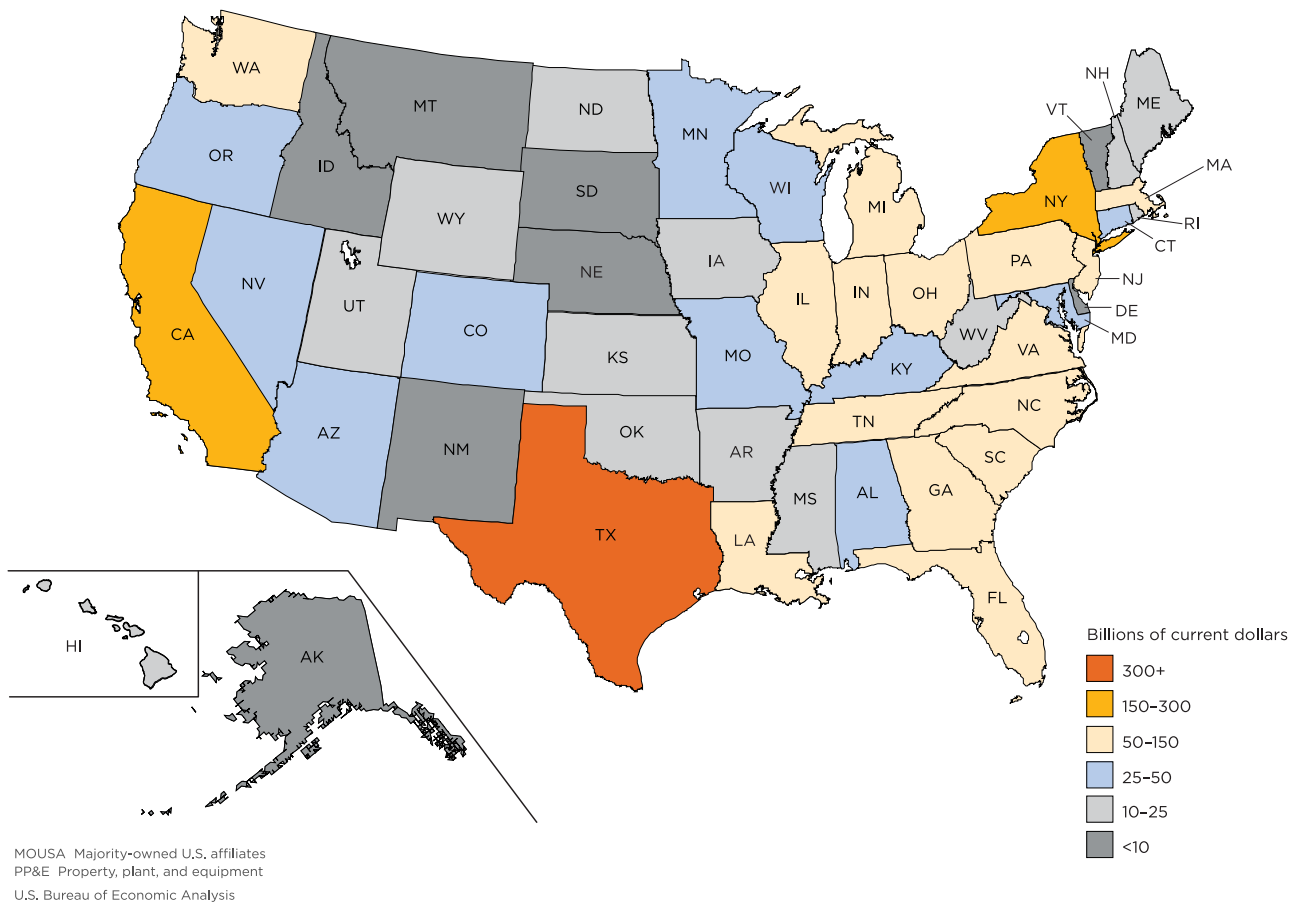 WA
MT
ND
MN
NH
VT
ME
OR
ID
SD
WI
MI
NY
MA
RI
CT
WY
NE
IA
PA
NJ
NV
UT
CO
IL
IN
OH
DE
MD
CA
KS
MO
WV
VA
KY
AZ
NM
OK
AR
TN
NC
SC
MS
AL
GA
TX
LA
FL
HI
AK
Billions of current dollars
300+
150–300
50–150
25–50
10–25
<10
MOUSA Majority-owned U.S. affiliates
PP&E Property, plant, and equipment
U.S. Bureau of Economic Analysis